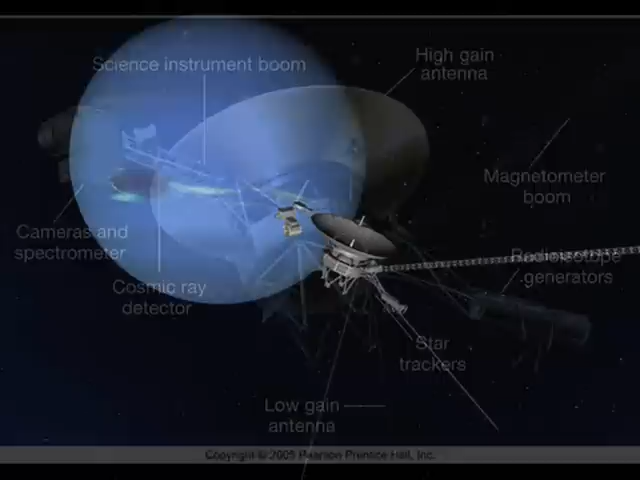 Science instrument boom
High gain
antenna
Magnetometer
boom
Cameras and
spectrometer
Radioisotope
generators
Cosmic ray
detector
Star
trackers
Low gain
antenna
Copyright © 2005 Pearson Prentice Hall, Inc.